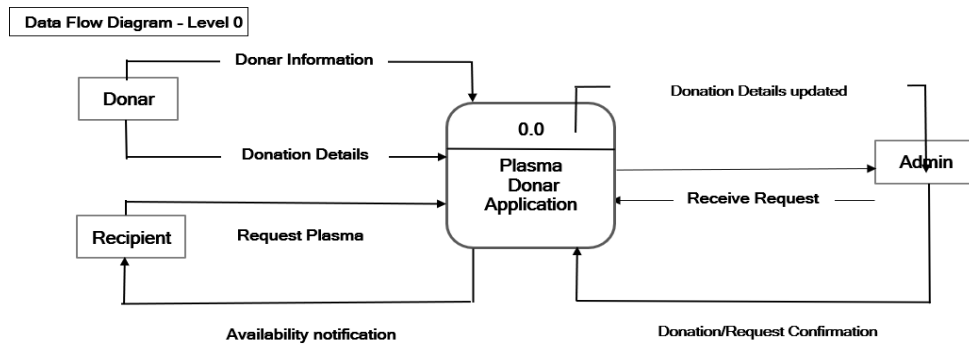 Data Flow Diagram - Level 0
Donar Information
Donar
Donation Details updated
0.0
Donation Details
Plasma
Donar
Application
Admin
Receive Request
Recipient
Request Plasma
Availability notification
Donation/Request Confirmation